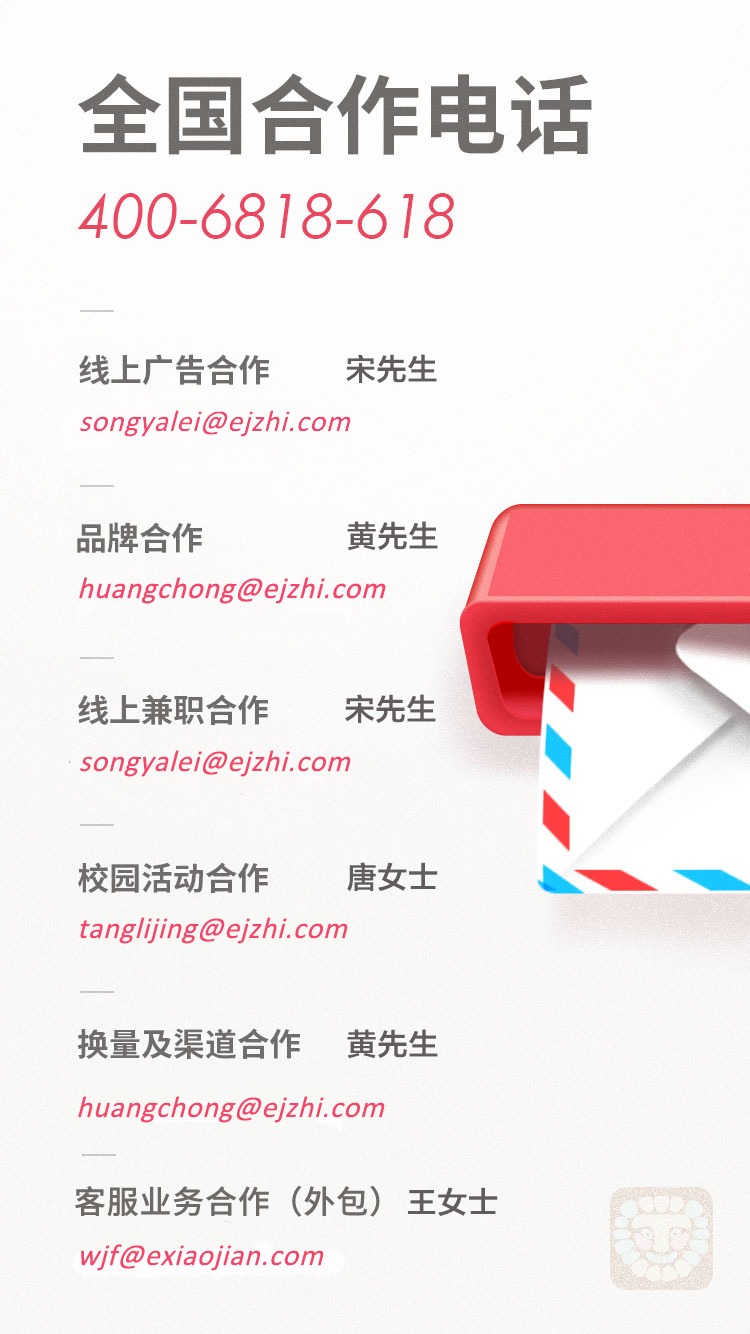 全国合作电话
400-6818-618
线上广告合作 宋先生
songyalei@ejzhi.com
品牌合作 黄先生
huangchong@ejzhi.com
线上兼职合作 宋先生
songyalei@ejzhi.com
校园活动合作 唐女士
tanglijing@ejzhi.com
换量及渠道合作 黄先生
huangchong@ejzhi.com
客服业务合作（外包） 王女士
wjf@exiaojian.com